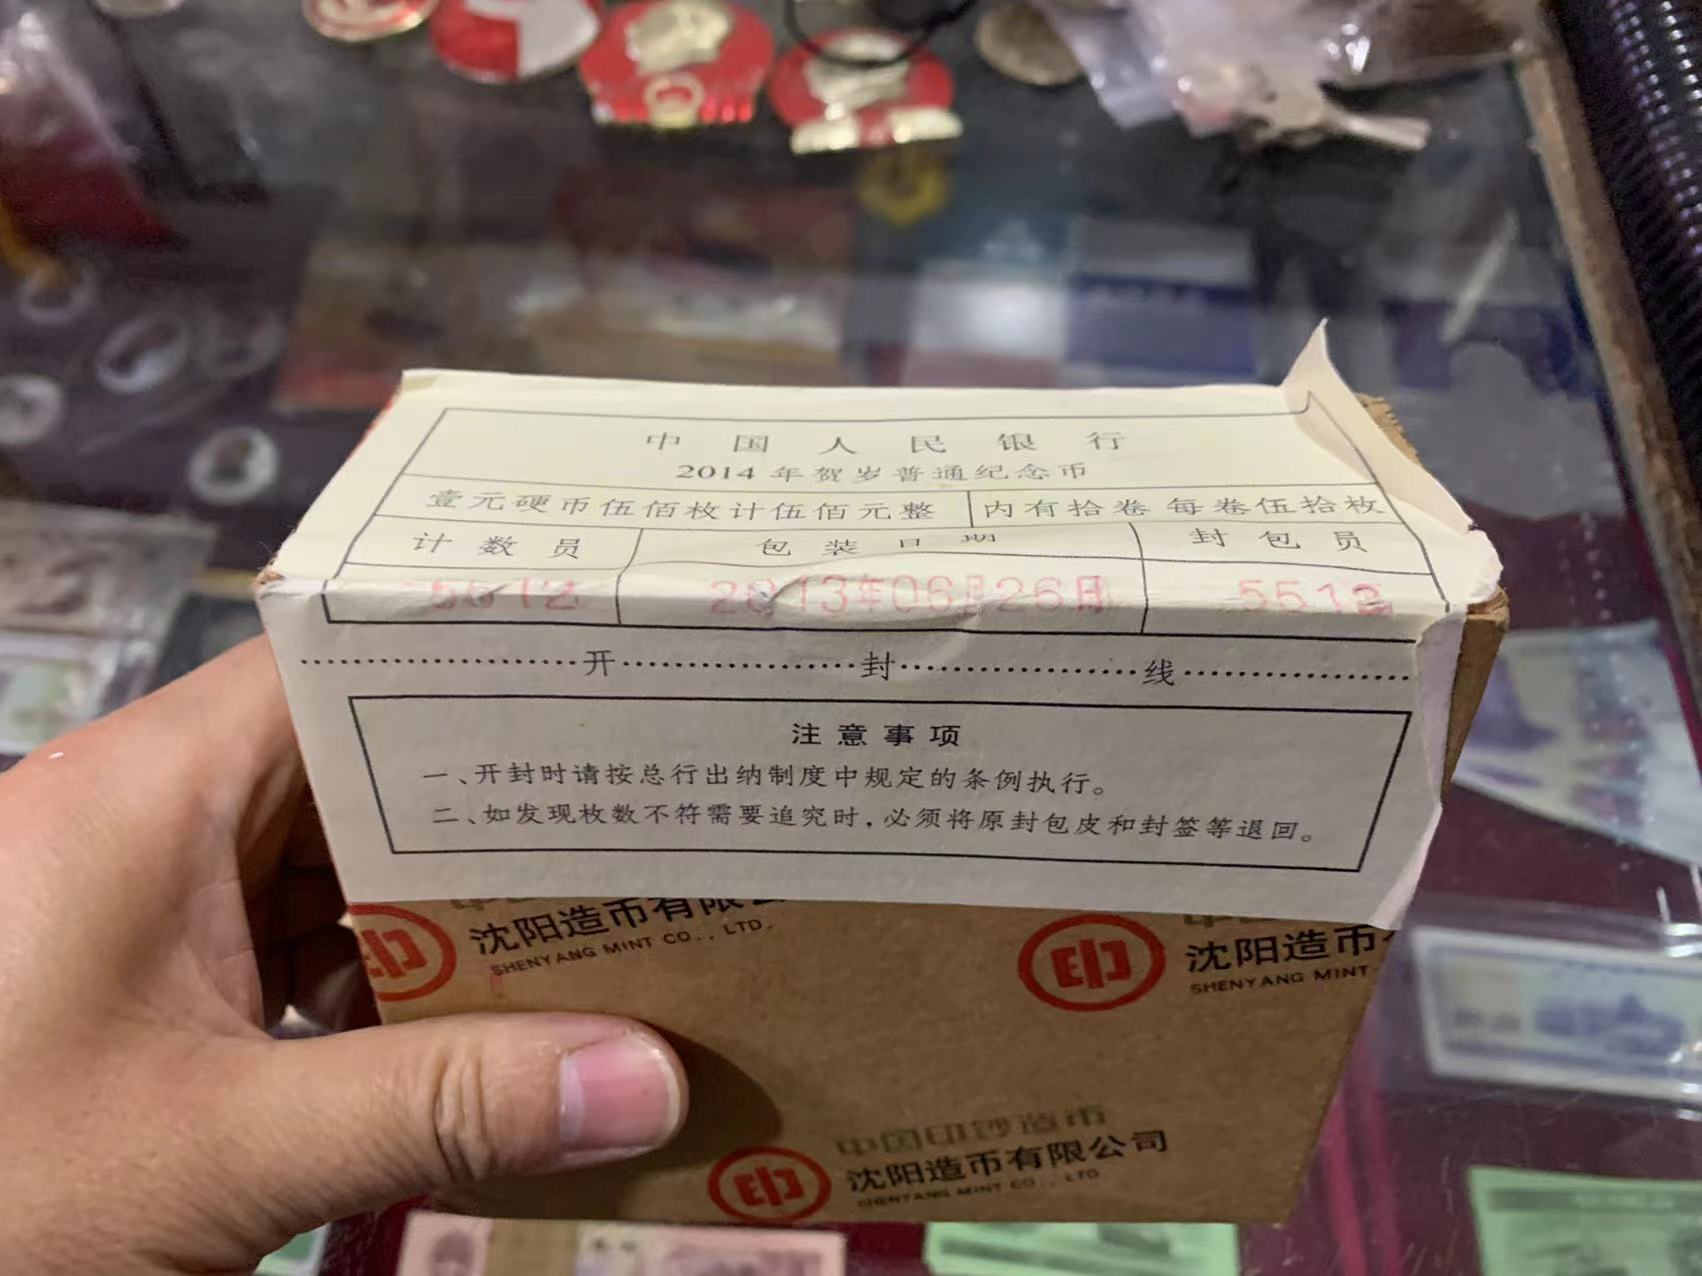 中国人民银行
2014年贺岁普通纪念币
壹元硬币伍佰枚计伍佰元整 内有拾卷 每卷伍拾枚
计数员 包装日期 封包员
5512 2013年06月26日 5512
开封线
注意事项
一、开封时请按总行出纳制度中规定的条例执行。
二、如发现枚数不符需要追究时，必须将原封包皮和封签等退回。
沈阳造币有限公
SHENYANG MINT CO., LTD.
沈阳造币
SHENYANG MINT
中国印钞造币
沈阳造币有限公司
SHENYANG MINT CO., LTD